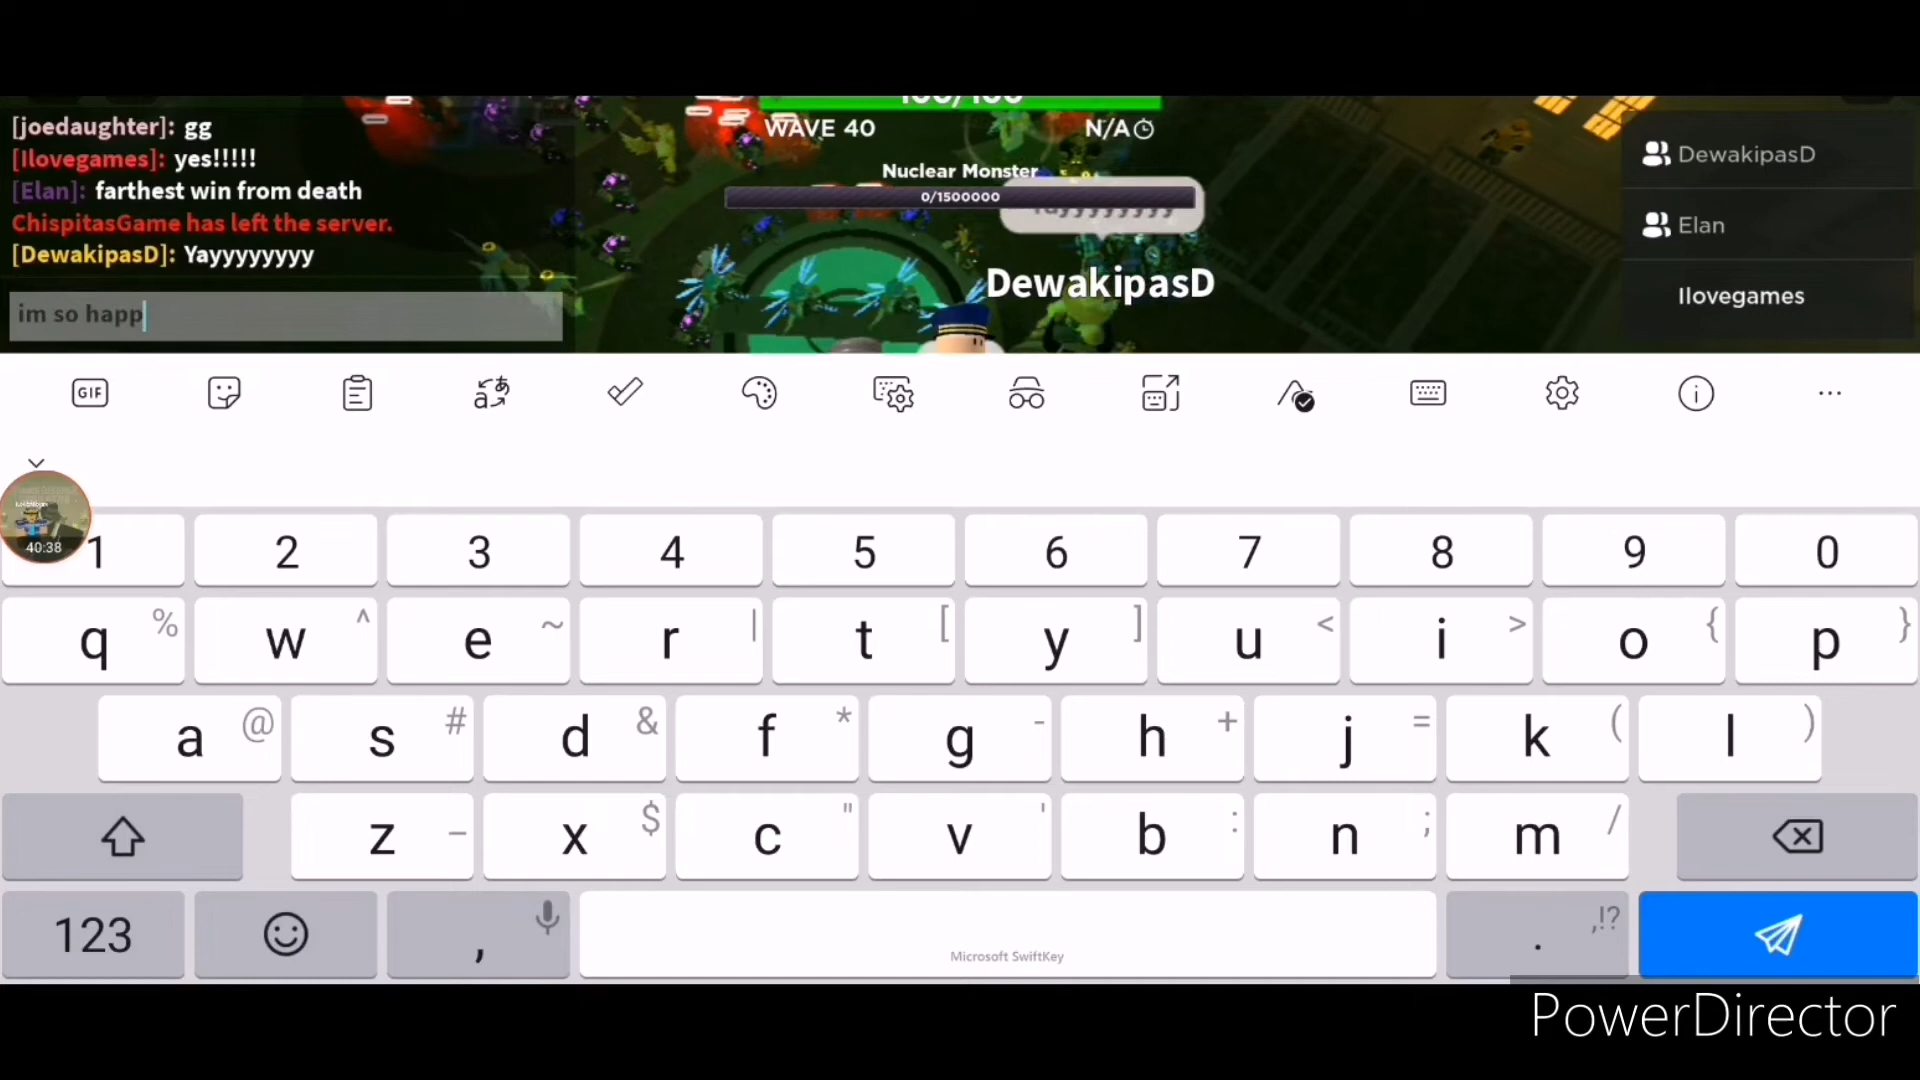 [joedaughter]: gg
[Ilovegames]: yes!!!!!
[Elan]: farthest win from death
ChispitasGame has left the server.
[DewakipasD]: Yayyyyyyyy
im so happ
100/100
WAVE 40
N/A
Nuclear Monster
0/1500000
DewakipasD
DewakipasD
Elan
Ilovegames
GIF
40:38
1 2 3 4 5 6 7 8 9 0
q % w ^ e ~ r | t [ y ] u < i > o { p }
a @ s # d & f * g - h + j = k ( l )
z _ x $ c " v ' b : n ; m /
123 , Microsoft SwiftKey . ,!?
PowerDirector